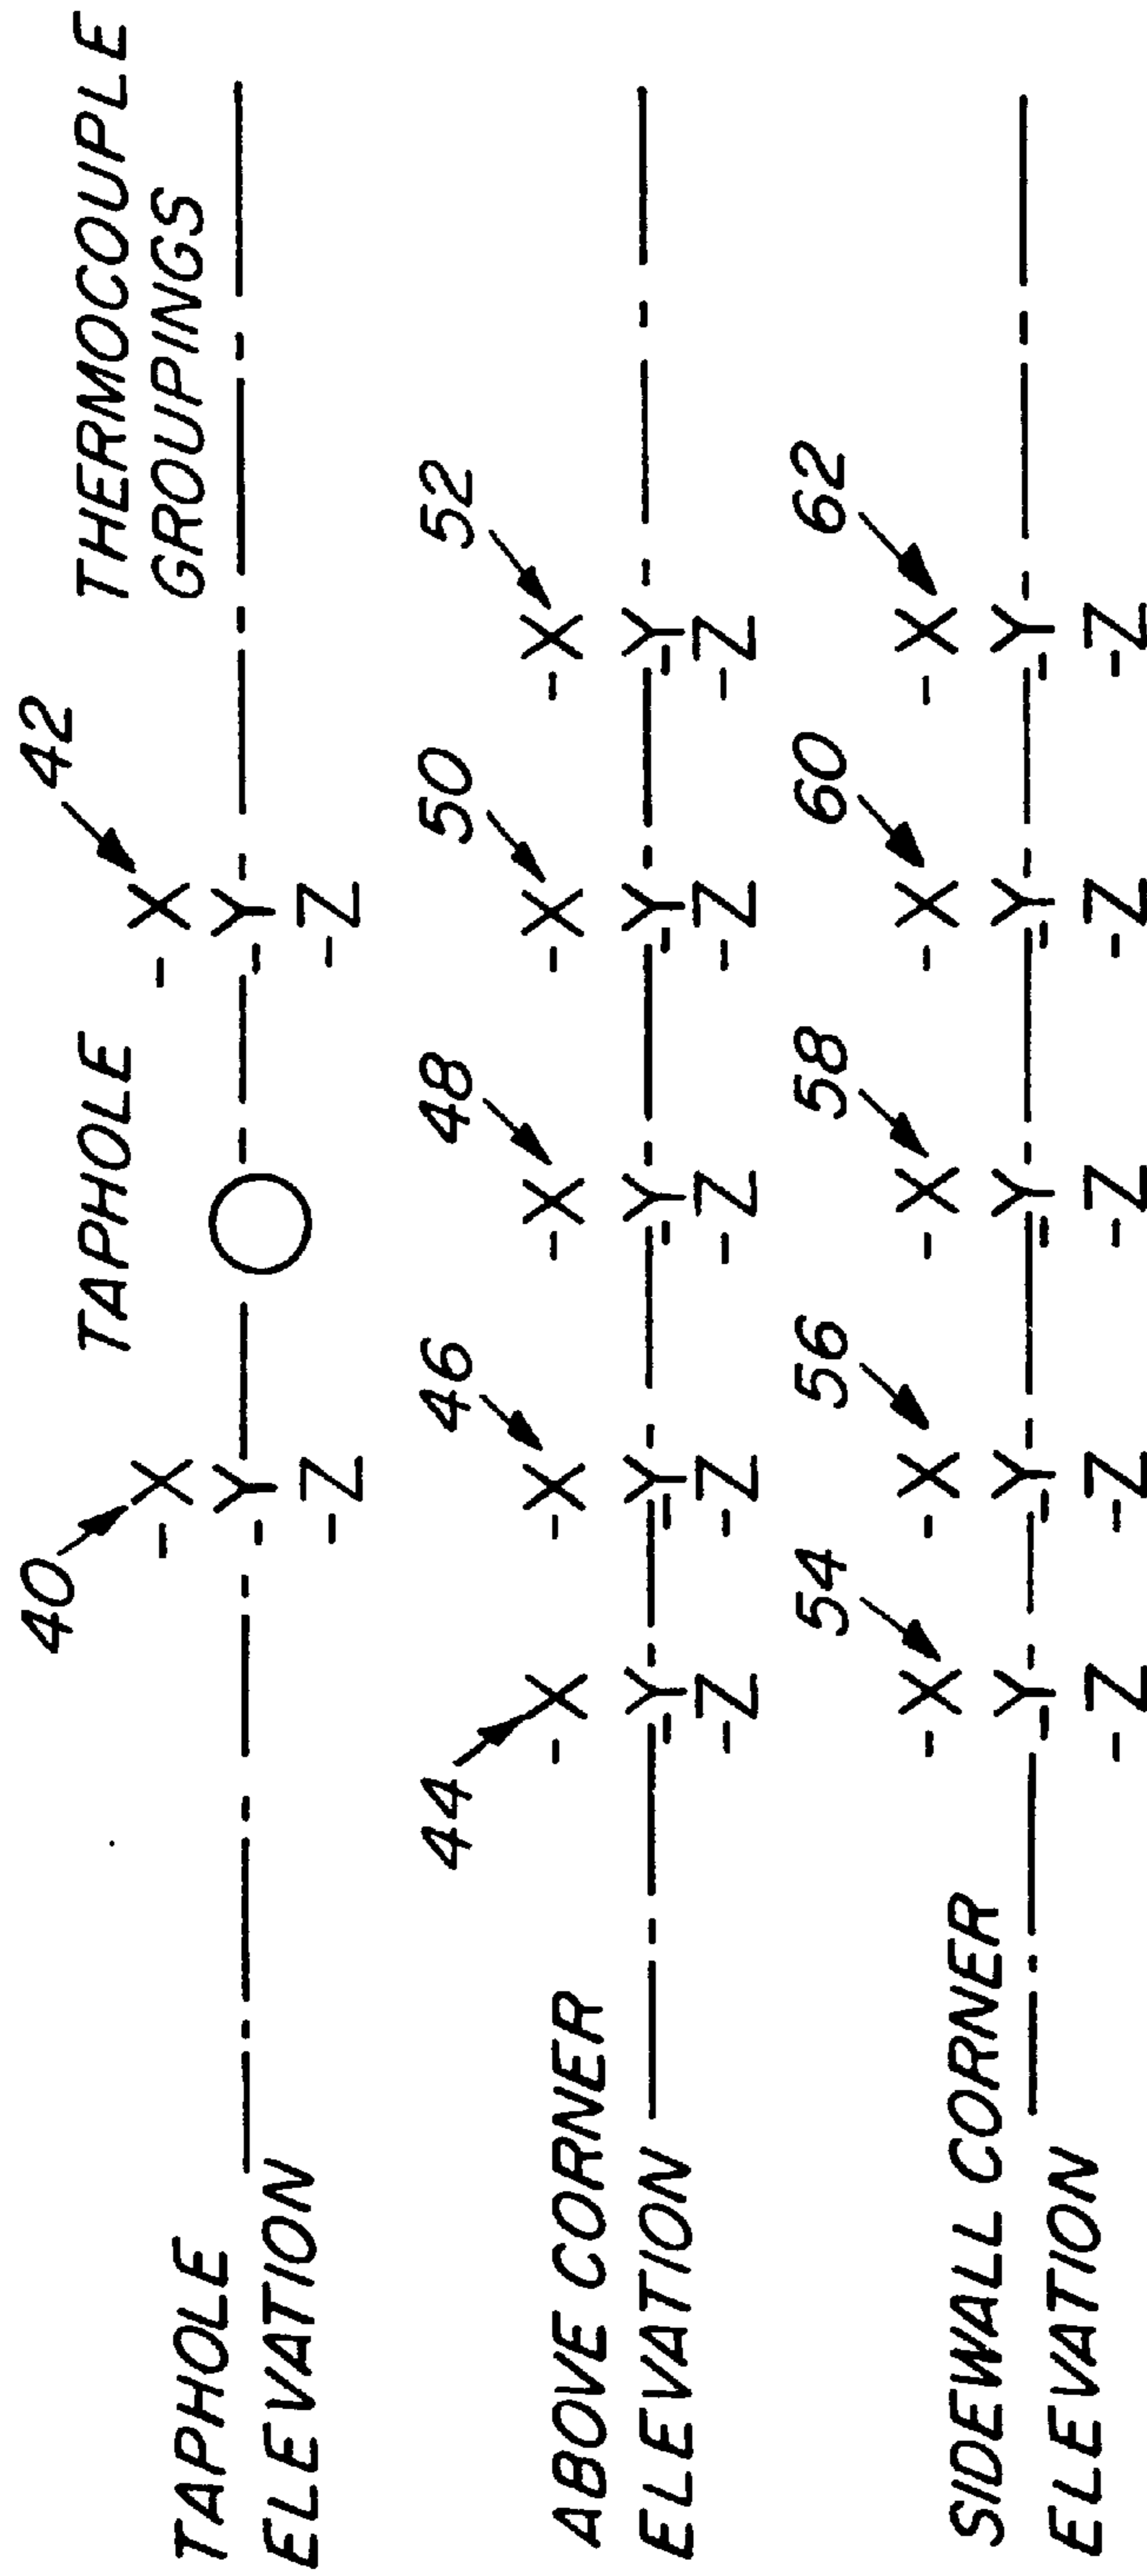 THERMOCOUPLE
GROUPINGS
40 TAPHOLE 42
-X -X
TAPHOLE
ELEVATION
-Y -Y
-Z -Z
44 46 48 50 52
-X -X -X -X -X
ABOVE CORNER
ELEVATION
-Y -Y -Y -Y -Y
-Z -Z -Z -Z -Z
54 56 58 60 62
-X -X -X -X -X
SIDEWALL CORNER
ELEVATION
-Y -Y -Y -Y -Y
-Z -Z -Z -Z -Z